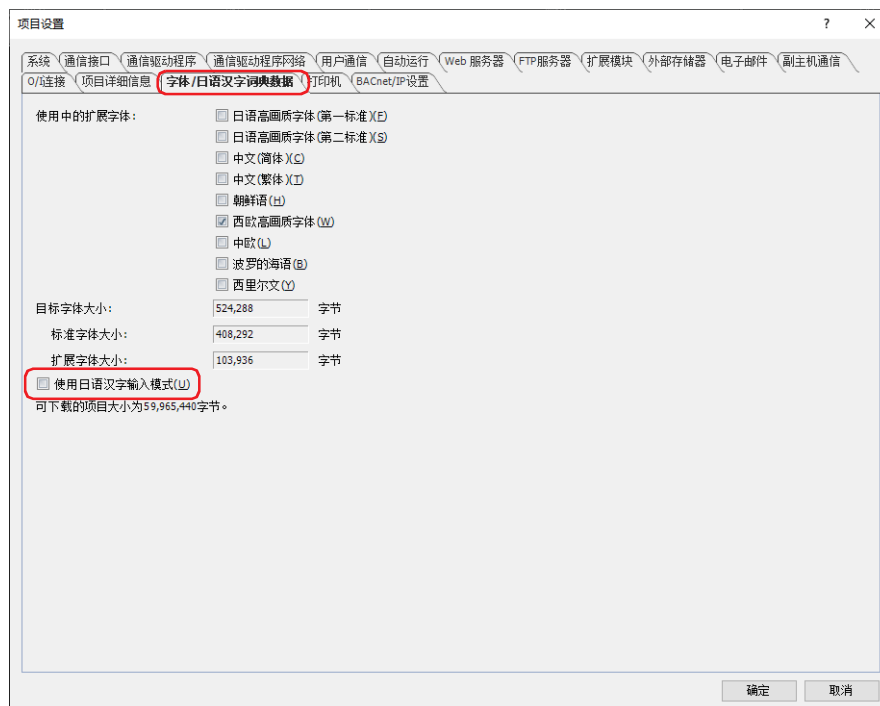 项目设置 ? ×
系统 通信接口 通信驱动程序 通信驱动程序网络 用户通信 自动运行 Web 服务器 FTP服务器 扩展模块 外部存储器 电子邮件 副主机通信
O/I连接 项目详细信息 字体/日语汉字词典数据 打印机 BACnet/IP设置
使用中的扩展字体: 日语高画质字体(第一标准)(F)
日语高画质字体(第二标准)(S)
中文(简体)(C)
中文(繁体)(T)
朝鲜语(H)
西欧高画质字体(W)
中欧(L)
波罗的海语(B)
西里尔文(Y)
目标字体大小: 524,288 字节
标准字体大小: 408,292 字节
扩展字体大小: 103,936 字节
使用日语汉字输入模式(U)
可下载的项目大小为59,965,440字节。
确定 取消